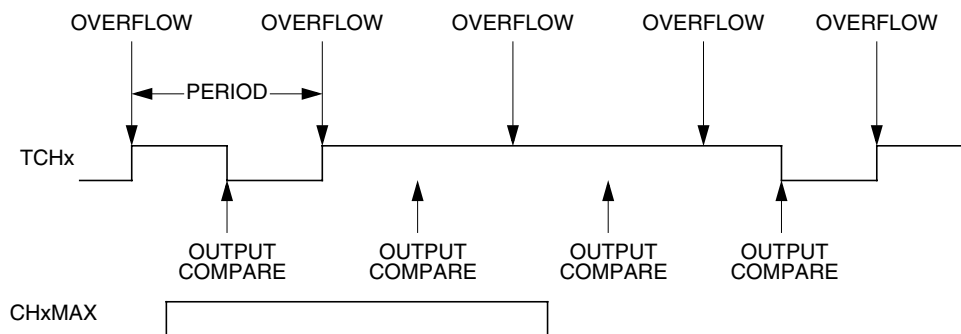 OVERFLOW OVERFLOW OVERFLOW OVERFLOW OVERFLOW
PERIOD
TCHx
OUTPUT COMPARE
OUTPUT COMPARE
OUTPUT COMPARE
OUTPUT COMPARE
CHxMAX